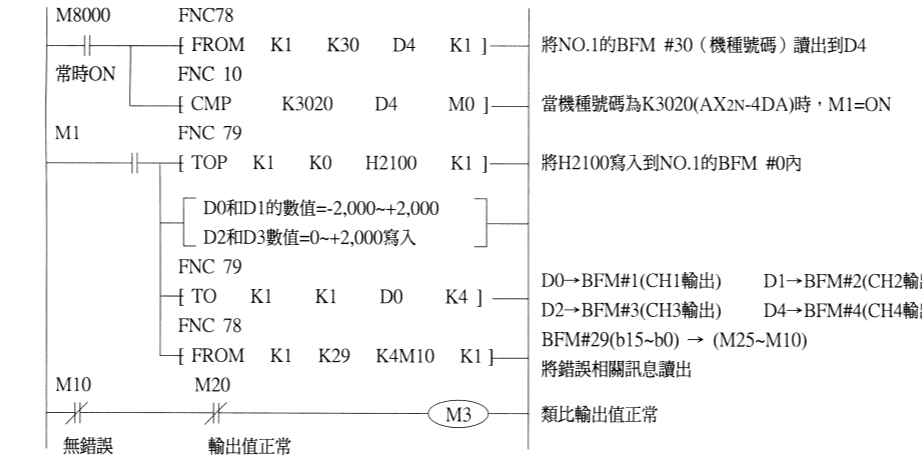 M8000 FNC78
[ FROM K1 K30 D4 K1 ] 將NO.1的BFM #30（機種號碼）讀出到D4
常時ON FNC 10
[ CMP K3020 D4 M0 ] 當機種號碼為K3020(AX2N-4DA)時，M1=ON
M1 FNC 79
[ TOP K1 K0 H2100 K1 ] 將H2100寫入到NO.1的BFM #0內
D0和D1的數值=-2,000~+2,000
D2和D3數值=0~+2,000寫入
FNC 79
[ TO K1 K1 D0 K4 ] D0→BFM#1(CH1輸出) D1→BFM#2(CH2輸
D2→BFM#3(CH3輸出) D4→BFM#4(CH4輸
FNC 78
[ FROM K1 K29 K4M10 K1 ] BFM#29(b15~b0) → (M25~M10)
將錯誤相關訊息讀出
M10 M20
M3 類比輸出值正常
無錯誤 輸出值正常